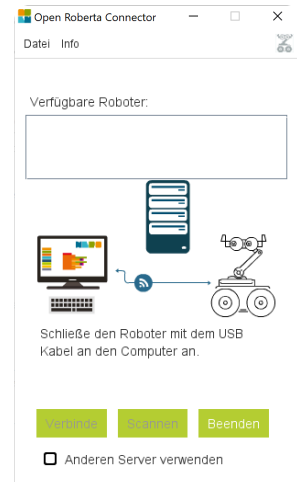 Open Roberta Connector
Datei Info
Verfügbare Roboter:
Schließe den Roboter mit dem USB
Kabel an den Computer an.
Verbinde Scannen Beenden
Anderen Server verwenden